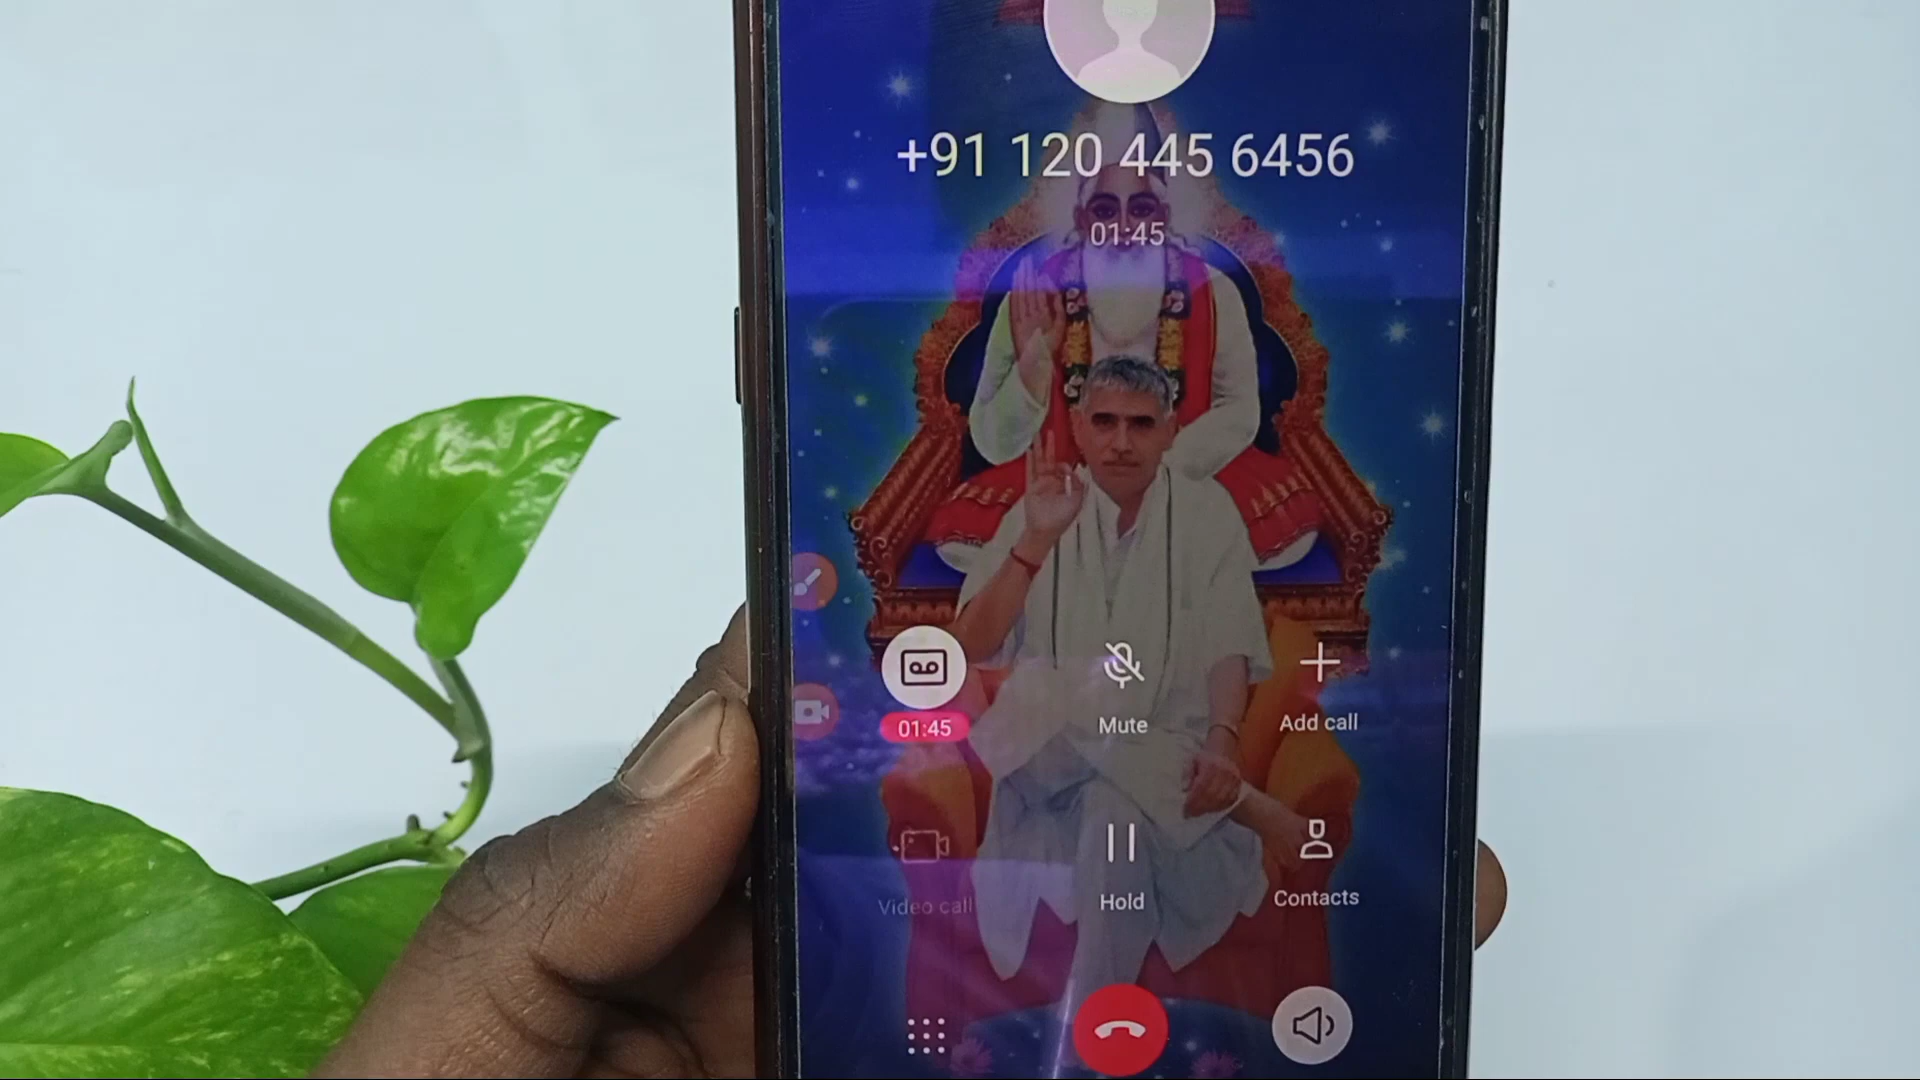 +91 120 445 6456
01:45
01:45
Mute
Add call
Video call
Hold
Contacts